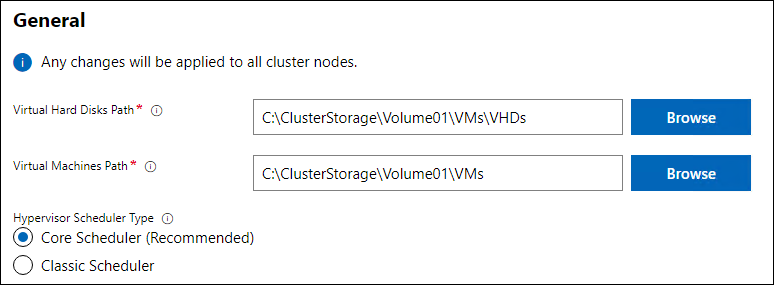 General
Any changes will be applied to all cluster nodes.
Virtual Hard Disks Path *
C:\ClusterStorage\Volume01\VMs\VHDs
Browse
Virtual Machines Path *
C:\ClusterStorage\Volume01\VMs
Browse
Hypervisor Scheduler Type
Core Scheduler (Recommended)
Classic Scheduler